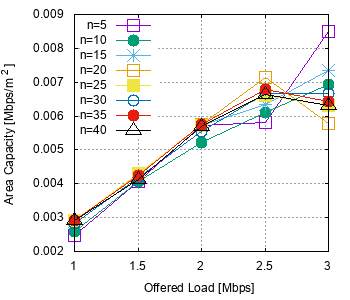 0.009
0.008
0.007
0.006
0.005
0.004
0.003
0.002
Area Capacity [Mbps/m²]
n=5
n=10
n=15
n=20
n=25
n=30
n=35
n=40
1 1.5 2 2.5 3
Offered Load [Mbps]